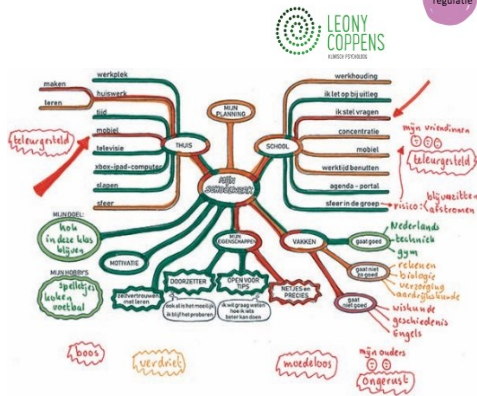 regulatie
LEONY
COPPENS
KLINISCH PSYCHOLOOG
maken
leren
werkplek
huiswerk
tijd
mobiel
televisie
xbox-ipad-computer
slapen
sfeer
teleurgesteld
THUIS
MIJN
PLANNING
SCHOOL
werkhouding
ik let op bij uitleg
ik stel vragen
concentratie
mobiel
werktijd benutten
agenda - portal
sfeer in de groep
mijn vriendinnen
teleurgesteld
risico:
blijven zitten
afstromen
MIJN
SCHOOLWERK
MIJN DOEL:
hoe
in deze klas
blijven
MIJN HOBBY'S
spelletjes
koken
voetbal
MOTIVATIE
MIJN
EIGENSCHAPPEN
zelfvertrouwen
met leren
DOORZETTER
ook al is het moeilijk
ik blijf het proberen
OPEN VOOR
TIPS
ik wil graag weten
hoe ik iets
beter kan doen
NETJES en
PRECIES
VAKKEN
gaat goed
Nederlands
techniek
gym
gaat niet
zo goed
rekenen
biologie
verzorging
aardrijkskunde
gaat
niet goed
wiskunde
geschiedenis
Engels
boos
verdriet
moedeloos
mijn ouders
ongerust